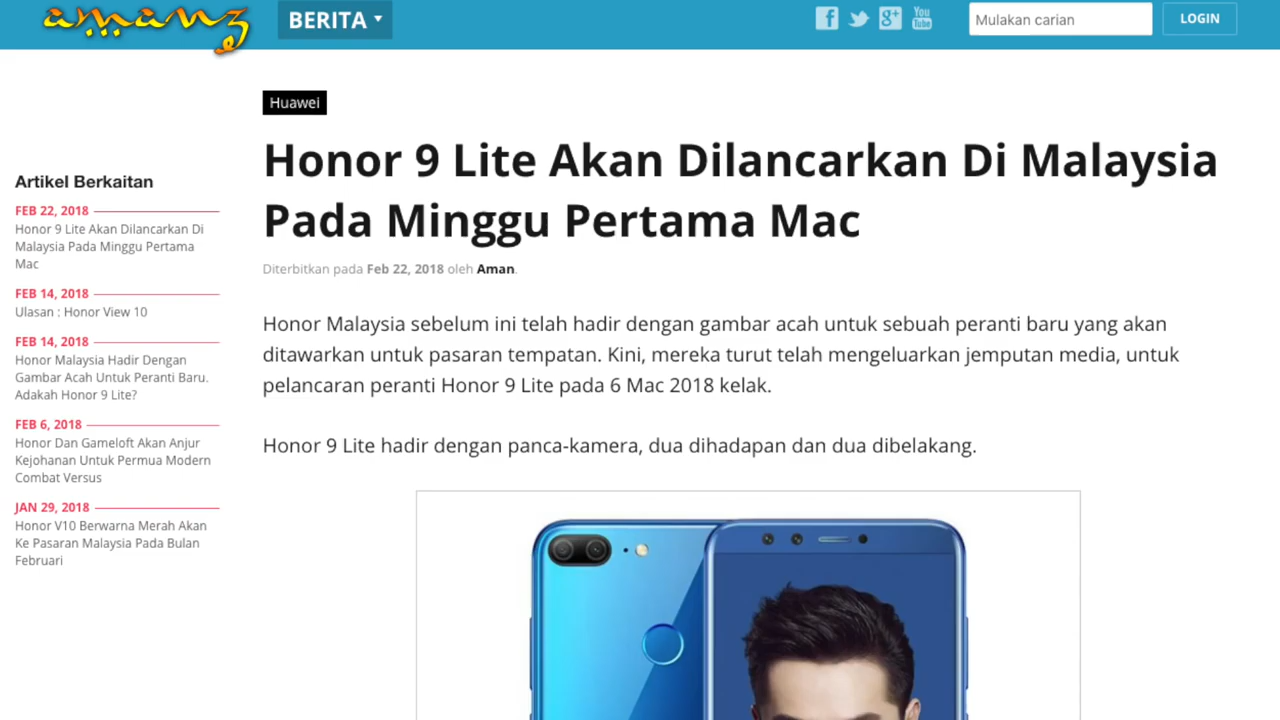 amanz
BERITA
You
Tube
Mulakan carian
LOGIN
Huawei
Honor 9 Lite Akan Dilancarkan Di Malaysia
Pada Minggu Pertama Mac
Diterbitkan pada Feb 22, 2018 oleh Aman.
Honor Malaysia sebelum ini telah hadir dengan gambar acah untuk sebuah peranti baru yang akan
ditawarkan untuk pasaran tempatan. Kini, mereka turut telah mengeluarkan jemputan media, untuk
pelancaran peranti Honor 9 Lite pada 6 Mac 2018 kelak.
Honor 9 Lite hadir dengan panca-kamera, dua dihadapan dan dua dibelakang.
Artikel Berkaitan
FEB 22, 2018
Honor 9 Lite Akan Dilancarkan Di
Malaysia Pada Minggu Pertama
Mac
FEB 14, 2018
Ulasan : Honor View 10
FEB 14, 2018
Honor Malaysia Hadir Dengan
Gambar Acah Untuk Peranti Baru.
Adakah Honor 9 Lite?
FEB 6, 2018
Honor Dan Gameloft Akan Anjur
Kejohanan Untuk Permua Modern
Combat Versus
JAN 29, 2018
Honor V10 Berwarna Merah Akan
Ke Pasaran Malaysia Pada Bulan
Februari